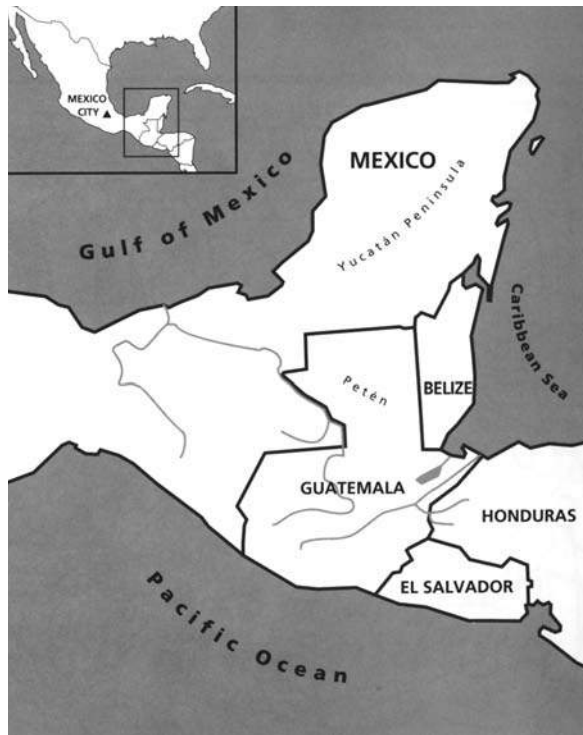 MEXICO
CITY
MEXICO
Gulf of Mexico
Yucatán Peninsula
Caribbean Sea
Petén
BELIZE
GUATEMALA
HONDURAS
EL SALVADOR
Pacific Ocean